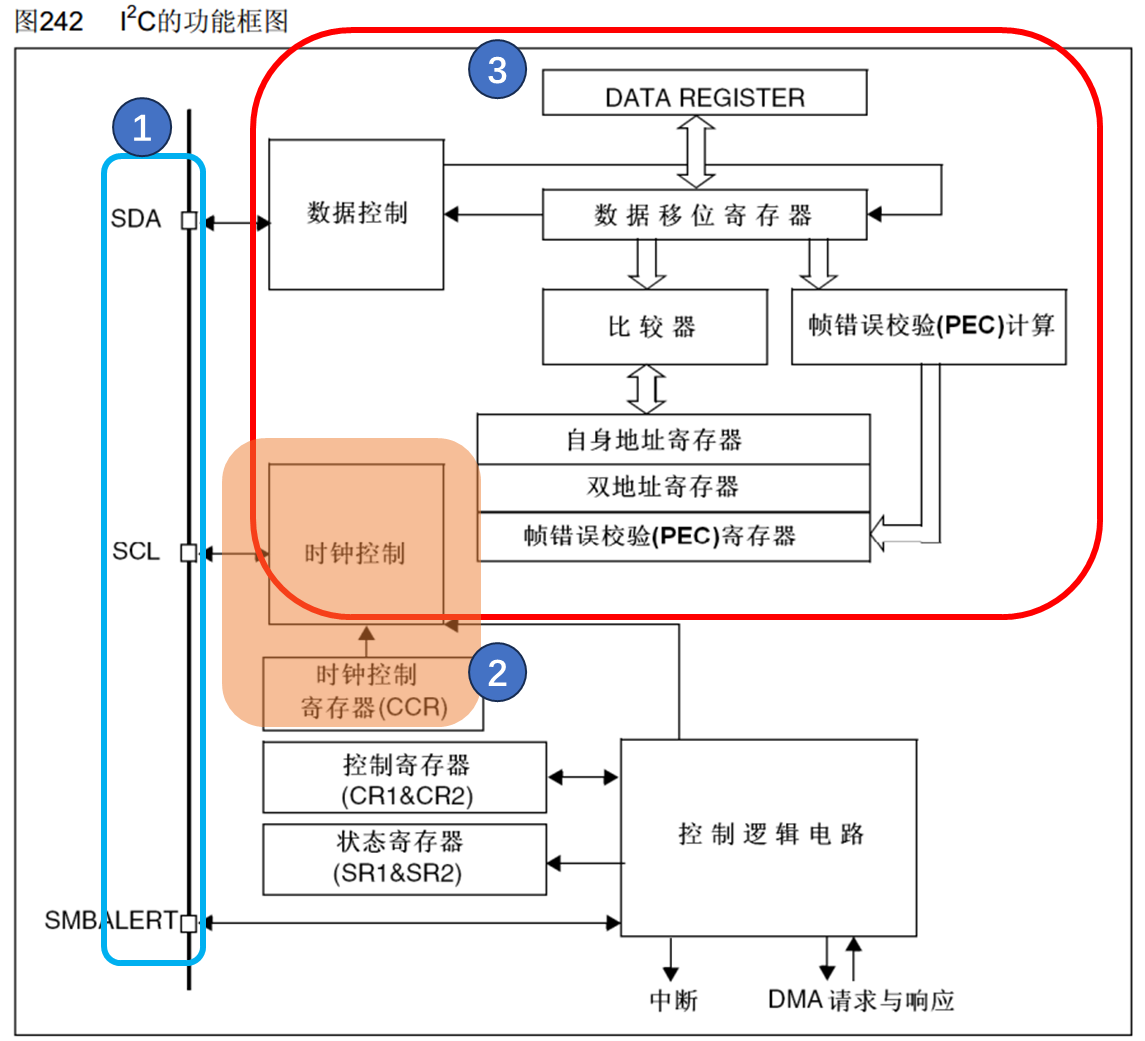 图242 I²C的功能框图
3
DATA REGISTER
1
SDA
数据控制
数据移位寄存器
比较器
帧错误校验(PEC)计算
自身地址寄存器
双地址寄存器
帧错误校验(PEC)寄存器
SCL
时钟控制
2
时钟控制
寄存器(CCR)
控制寄存器
(CR1&CR2)
状态寄存器
(SR1&SR2)
控制逻辑电路
SMBALERT
中断
DMA 请求与响应